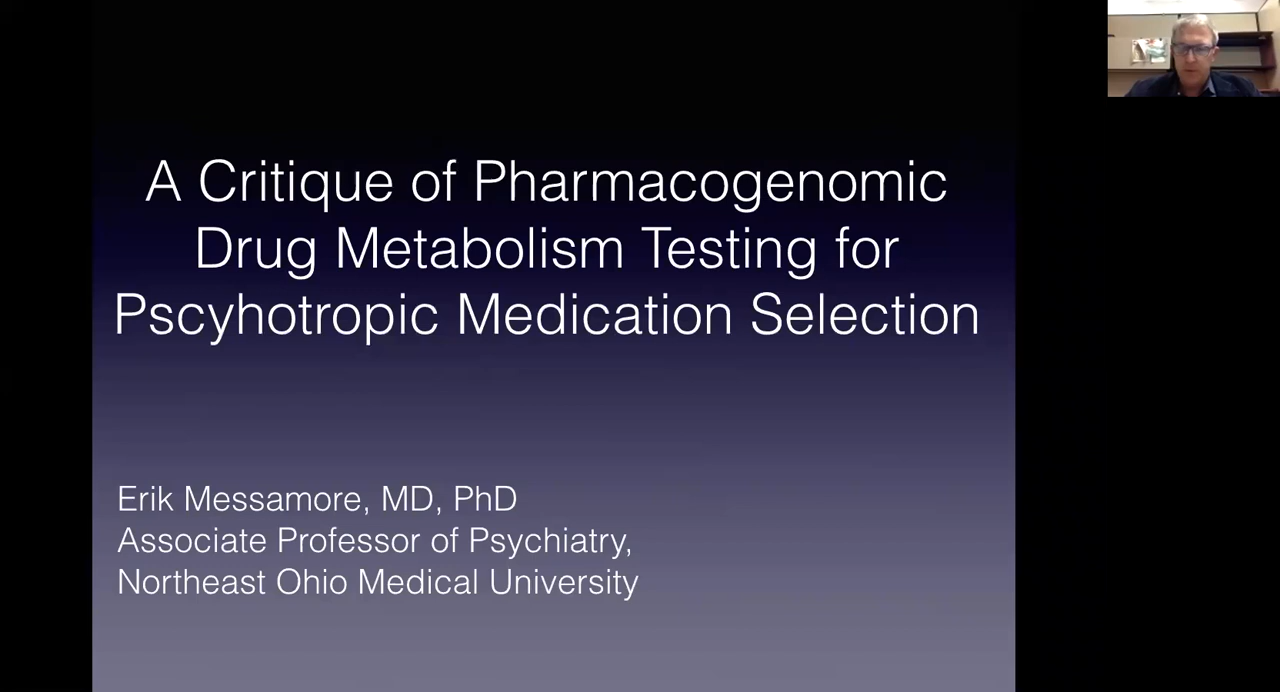 A Critique of Pharmacogenomic
Drug Metabolism Testing for
Pscyhotropic Medication Selection
Erik Messamore, MD, PhD
Associate Professor of Psychiatry,
Northeast Ohio Medical University